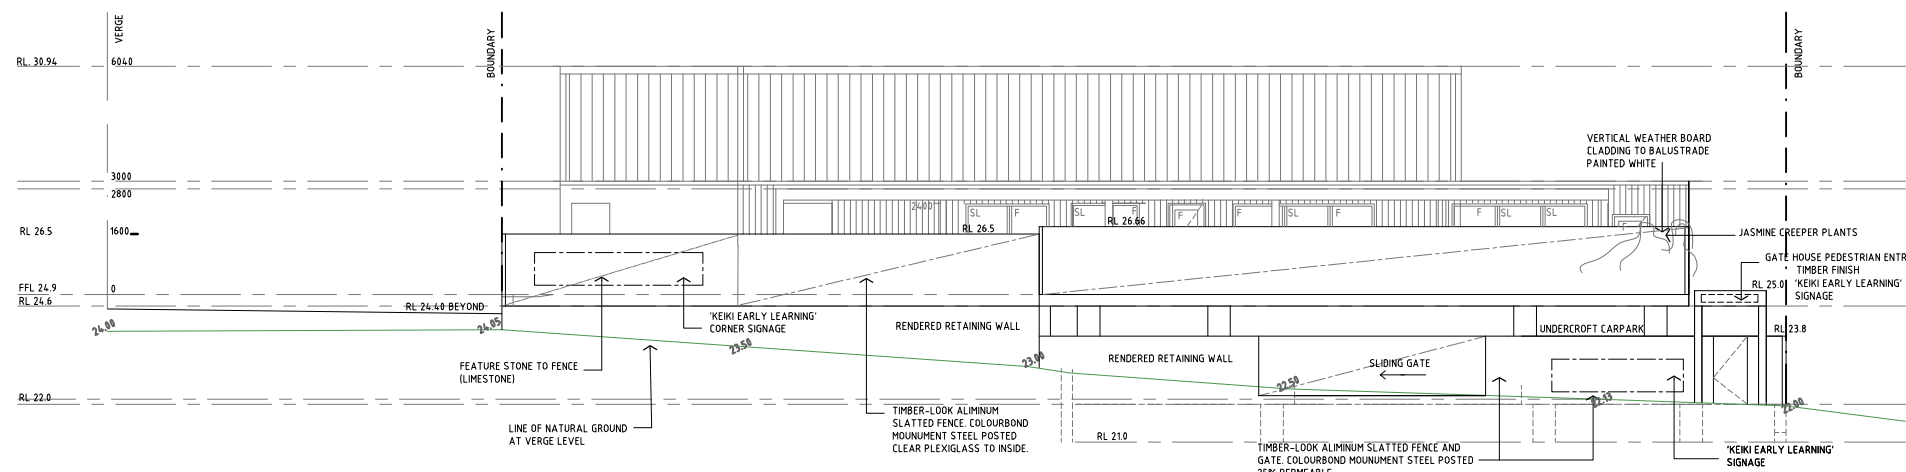 VERGE
BOUNDARY
BOUNDARY
RL. 30.94
6040
3000
2800
RL 26.5
1600
FFL 24.9
0
RL 24.6
RL 24.40 BEYOND
24.00
24.05
23.50
23.00
22.50
22.13
22.00
RL 22.0
2400
SL
F
SL
F
F
F
SL
F
F
SL
SL
F
RL 26.5
RL 26.66
VERTICAL WEATHER BOARD
CLADDING TO BALUSTRADE
PAINTED WHITE
JASMINE CREEPER PLANTS
GATE HOUSE PEDESTRIAN ENTR
TIMBER FINISH
RL 25.0
'KEIKI EARLY LEARNING'
SIGNAGE
'KEIKI EARLY LEARNING'
CORNER SIGNAGE
RENDERED RETAINING WALL
UNDERCROFT CARPARK
RL 23.8
RENDERED RETAINING WALL
SLIDING GATE
FEATURE STONE TO FENCE
(LIMESTONE)
LINE OF NATURAL GROUND
AT VERGE LEVEL
TIMBER-LOOK ALIMINUM
SLATTED FENCE. COLOURBOND
MOUNUMENT STEEL POSTED
CLEAR PLEXIGLASS TO INSIDE.
RL 21.0
TIMBER-LOOK ALIMINUM SLATTED FENCE AND
GATE. COLOURBOND MOUNUMENT STEEL POSTED
'KEIKI EARLY LEARNING'
SIGNAGE